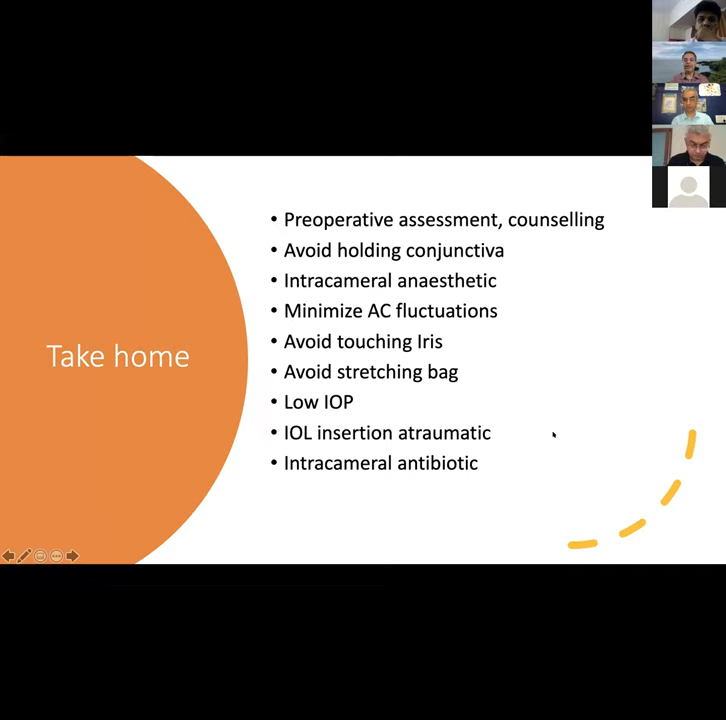 Take home
Preoperative assessment, counselling
Avoid holding conjunctiva
Intracameral anaesthetic
Minimize AC fluctuations
Avoid touching Iris
Avoid stretching bag
Low IOP
IOL insertion atraumatic
Intracameral antibiotic